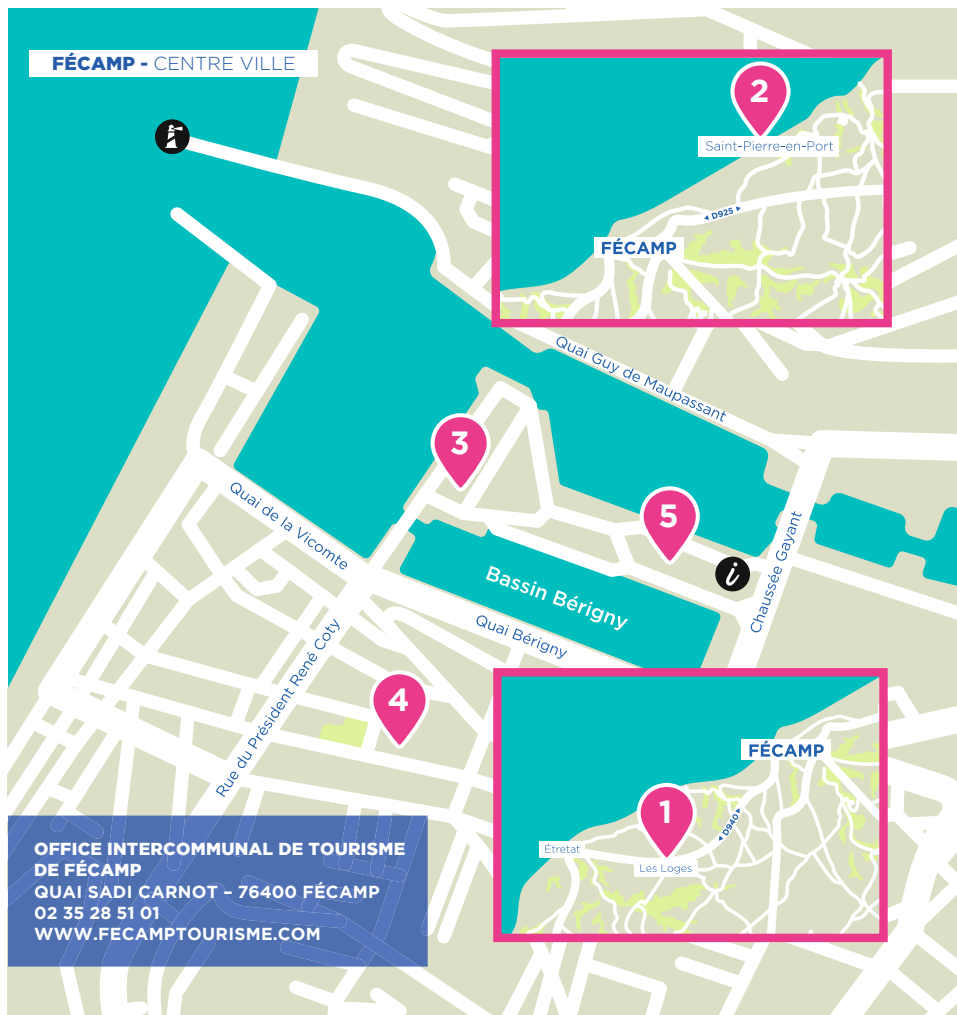 FÉCAMP - CENTRE VILLE
2
Saint-Pierre-en-Port
D925
FÉCAMP
Quai Guy de Maupassant
3
Quai de la Vicomte
5
i
Chaussée Gayant
Bassin Bérigny
Quai Bérigny
Rue du Président René Coty
4
FÉCAMP
1
D940
Étretat
Les Loges
OFFICE INTERCOMMUNAL DE TOURISME
DE FÉCAMP
QUAI SADI CARNOT – 76400 FÉCAMP
02 35 28 51 01
WWW.FECAMPTOURISME.COM